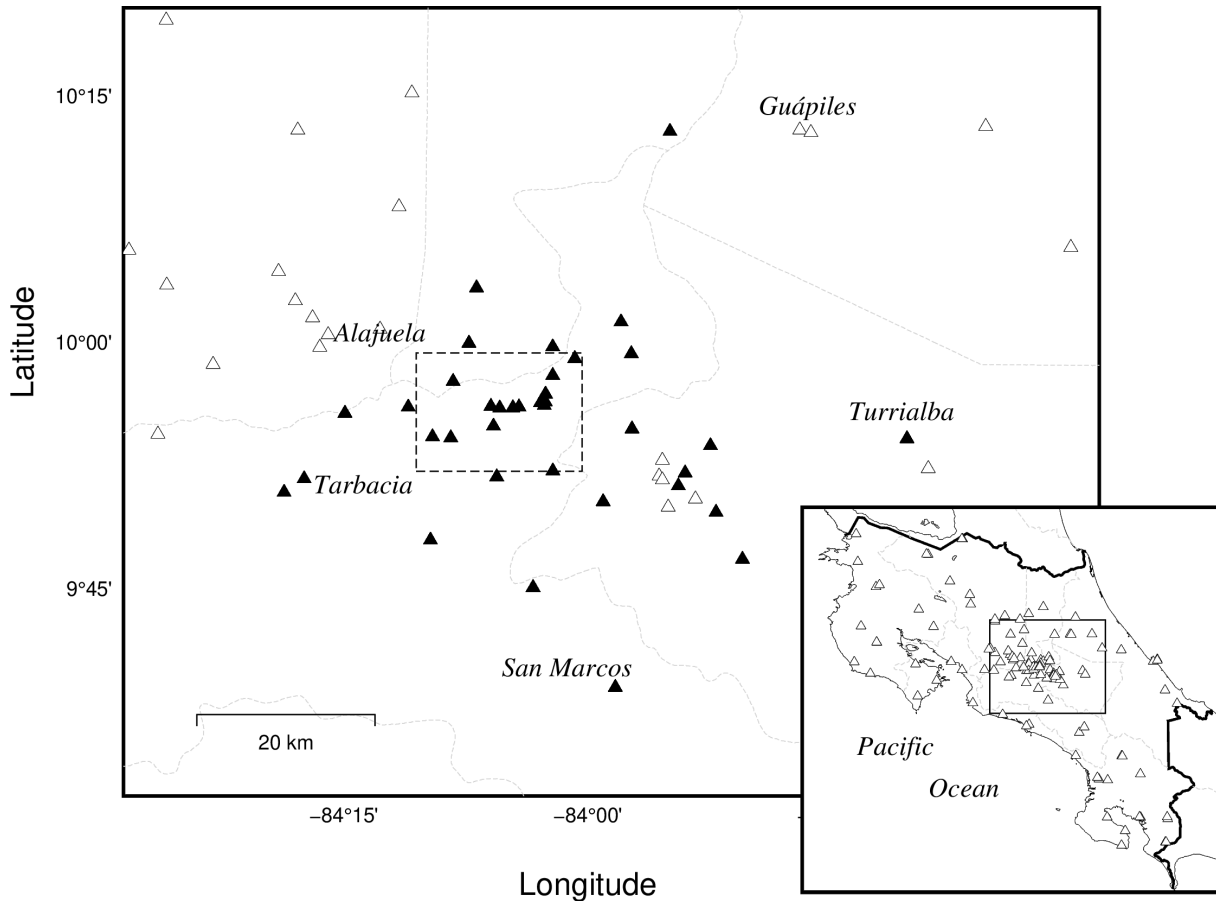 10°15'
Guápiles
10°00'
Alajuela
Latitude
Turrialba
Tarbacia
9°45'
San Marcos
20 km
Pacific
Ocean
−84°15'
−84°00'
Longitude